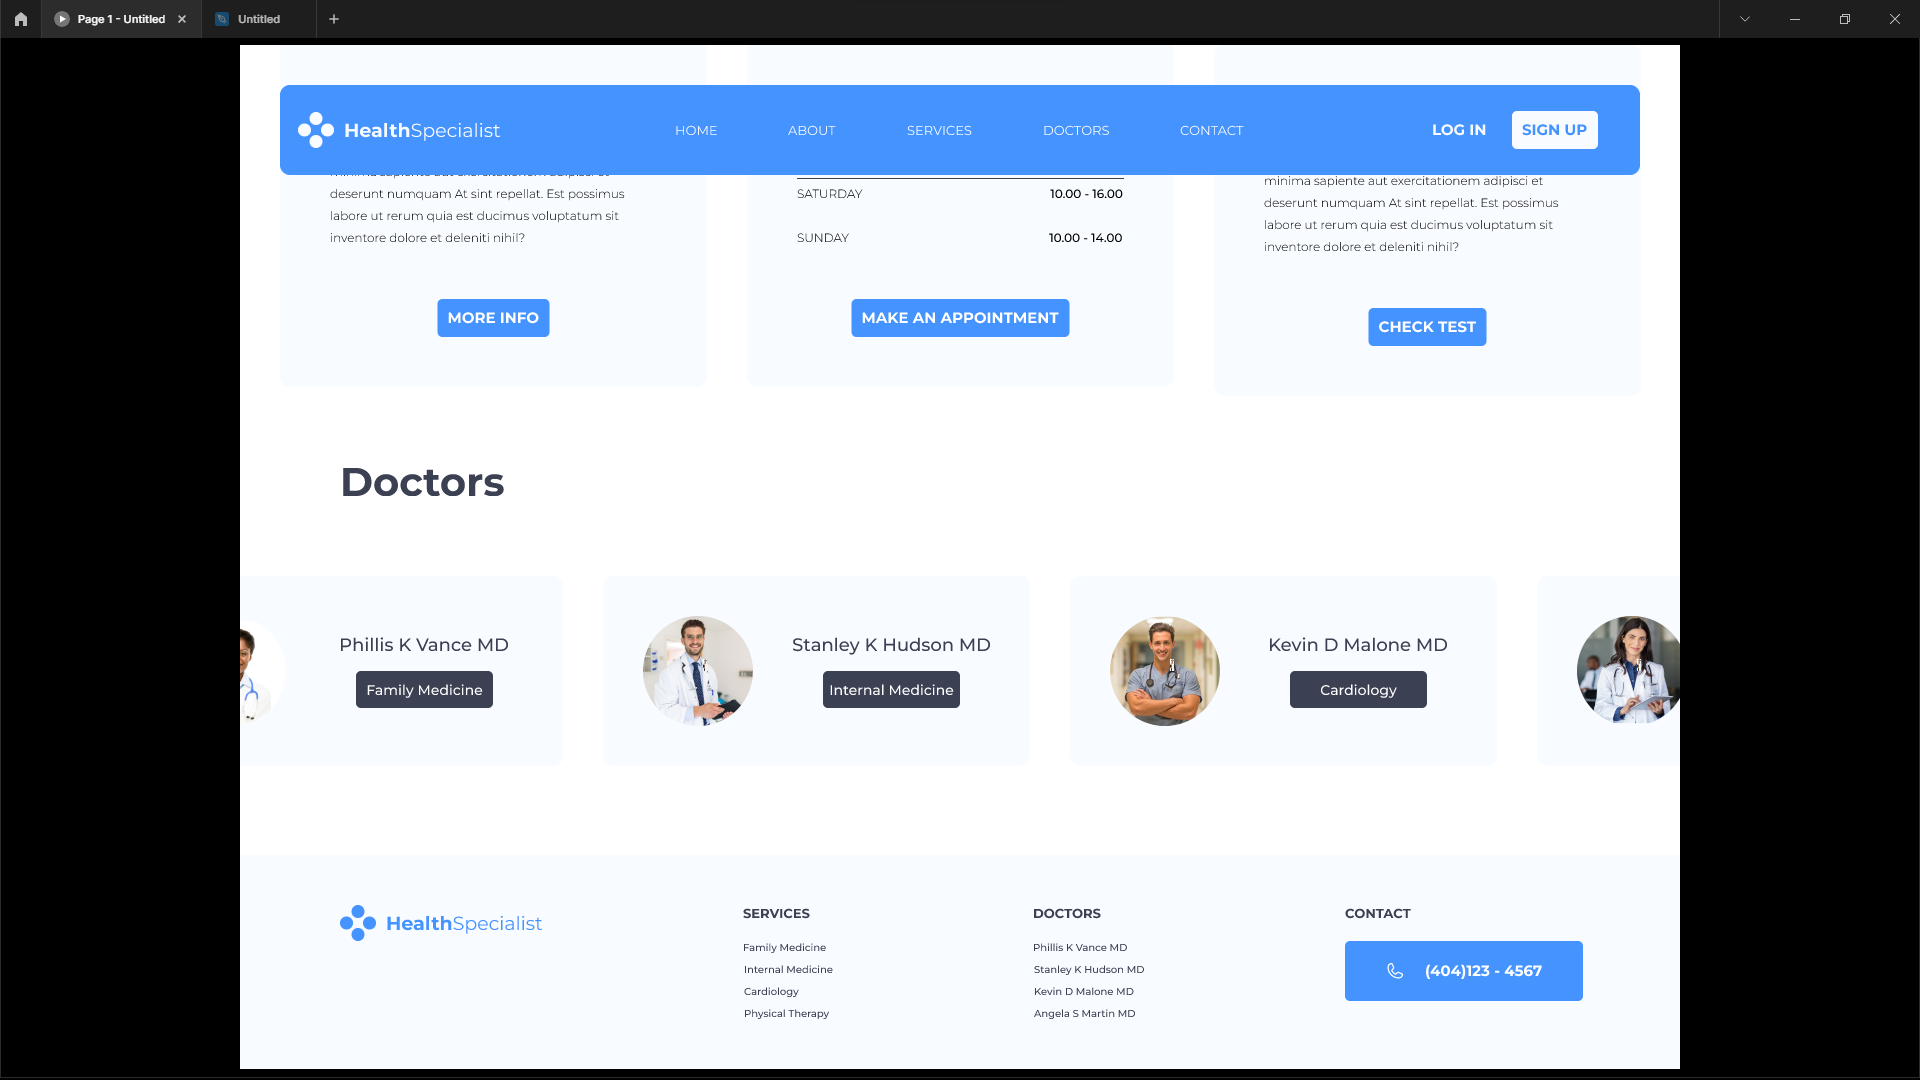 Page 1 - Untitled
Untitled
HealthSpecialist
HOME
ABOUT
SERVICES
DOCTORS
CONTACT
LOG IN
SIGN UP
deserunt numquam At sint repellat. Est possimus
labore ut rerum quia est ducimus voluptatum sit
inventore dolore et deleniti nihil?
MORE INFO
SATURDAY 10.00 - 16.00
SUNDAY 10.00 - 14.00
MAKE AN APPOINTMENT
minima sapiente aut exercitationem adipisci et
deserunt numquam At sint repellat. Est possimus
labore ut rerum quia est ducimus voluptatum sit
inventore dolore et deleniti nihil?
CHECK TEST
Doctors
Phillis K Vance MD
Family Medicine
Stanley K Hudson MD
Internal Medicine
Kevin D Malone MD
Cardiology
HealthSpecialist
SERVICES
Family Medicine
Internal Medicine
Cardiology
Physical Therapy
DOCTORS
Phillis K Vance MD
Stanley K Hudson MD
Kevin D Malone MD
Angela S Martin MD
CONTACT
(404)123 - 4567